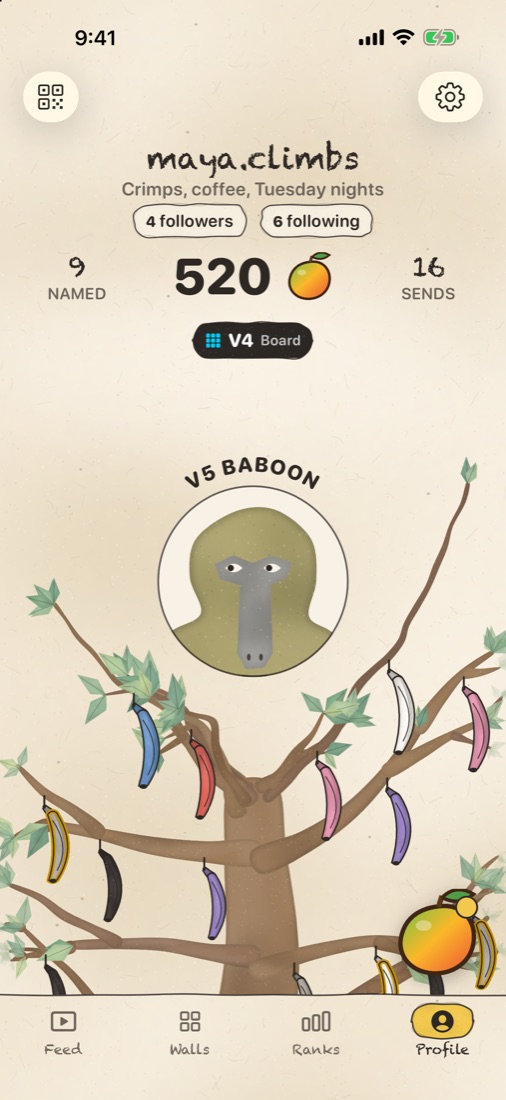 9:41
maya.climbs
Crimps, coffee, Tuesday nights
4 followers
6 following
9
NAMED
520
16
SENDS
V4 Board
V5 BABOON
Feed
Walls
Ranks
Profile